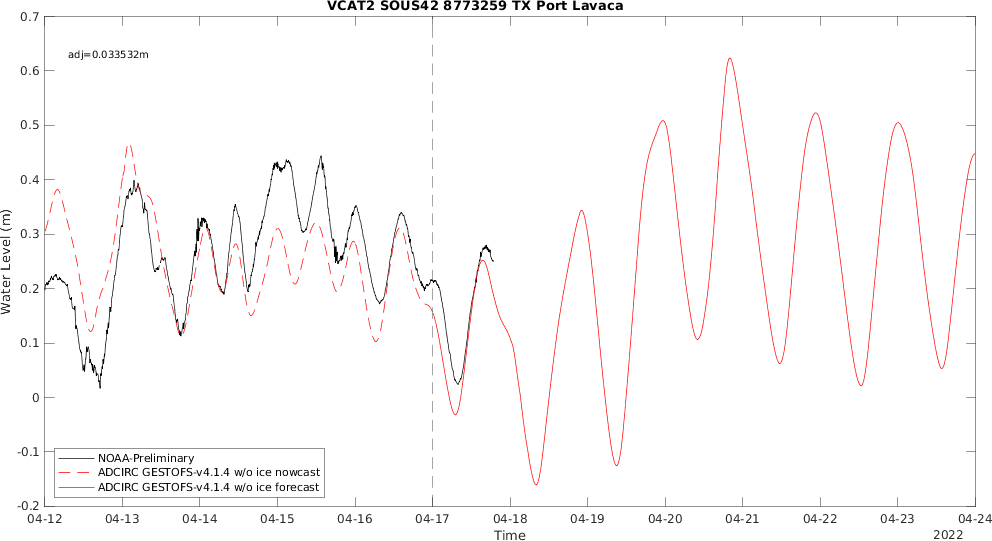 VCAT2 SOUS42 8773259 TX Port Lavaca
adj=0.033532m
Water Level (m)
0.7
0.6
0.5
0.4
0.3
0.2
0.1
0
-0.1
-0.2
NOAA-Preliminary
ADCIRC GESTOFS-v4.1.4 w/o ice nowcast
ADCIRC GESTOFS-v4.1.4 w/o ice forecast
04-12 04-13 04-14 04-15 04-16 04-17 04-18 04-19 04-20 04-21 04-22 04-23 04-24
Time
2022